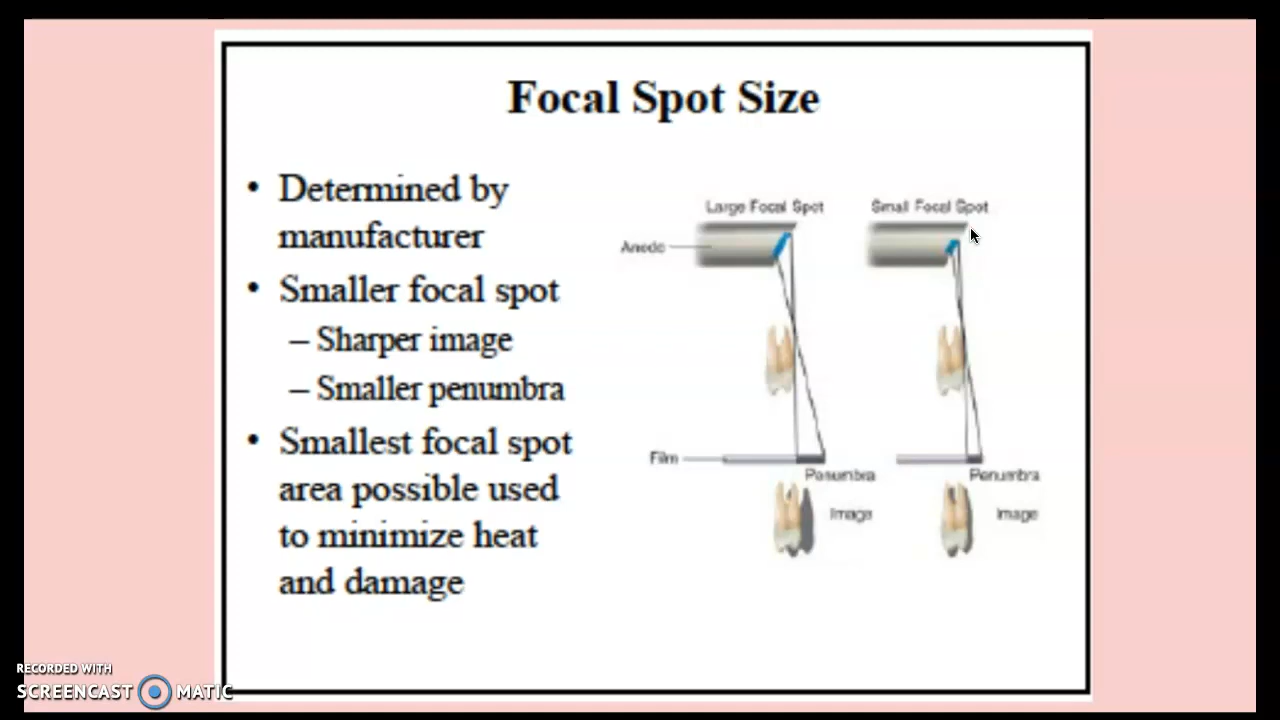 Focal Spot Size
• Determined by
manufacturer
• Smaller focal spot
– Sharper image
– Smaller penumbra
• Smallest focal spot
area possible used
to minimize heat
and damage
Large Focal Spot
Small Focal Spot
Anode
Film
Penumbra
Penumbra
Image
Image
RECORDED WITH
SCREENCAST MATIC